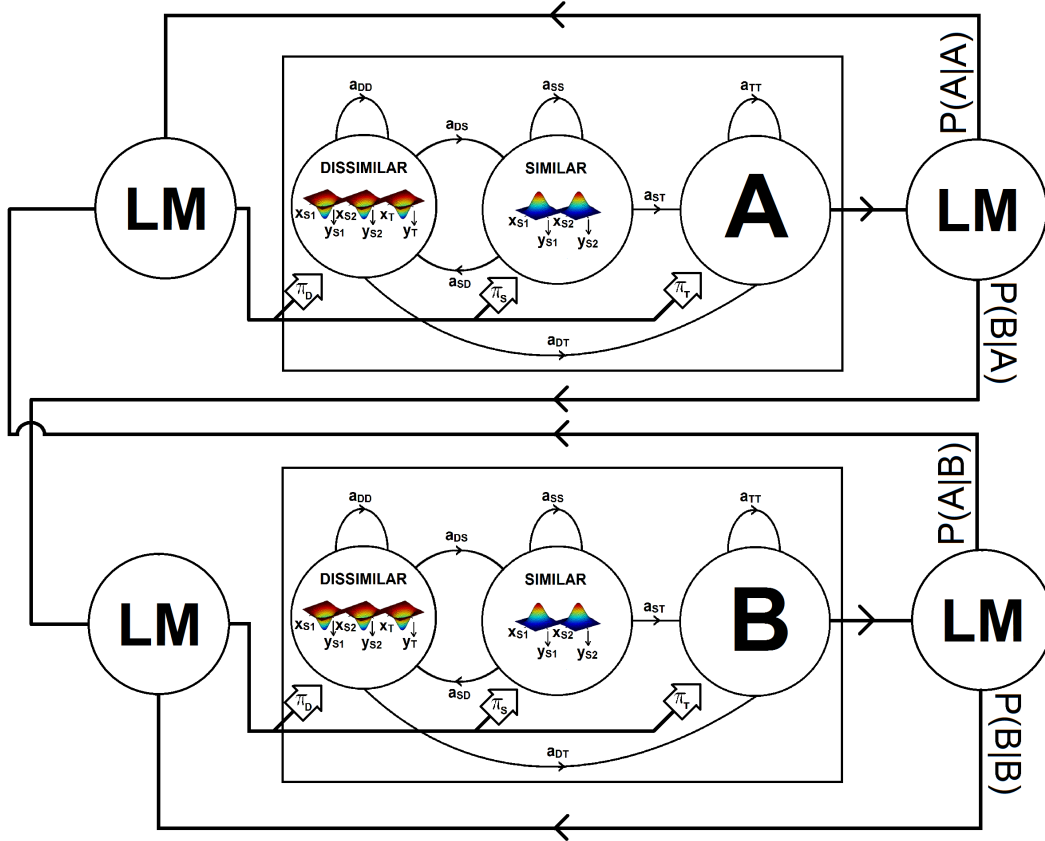 P(A|A)
a_DD
a_SS
a_TT
a_DS
DISSIMILAR
SIMILAR
LM
x_S1 x_S2 x_T
y_S1 y_S2 y_T
x_S1 x_S2
y_S1 y_S2
a_ST
A
LM
a_SD
π_D
π_S
π_T
a_DT
P(B|A)
P(A|B)
a_DD
a_SS
a_TT
a_DS
DISSIMILAR
SIMILAR
LM
x_S1 x_S2 x_T
y_S1 y_S2 y_T
x_S1 x_S2
y_S1 y_S2
a_ST
B
LM
a_SD
π_D
π_S
π_T
a_DT
P(B|B)